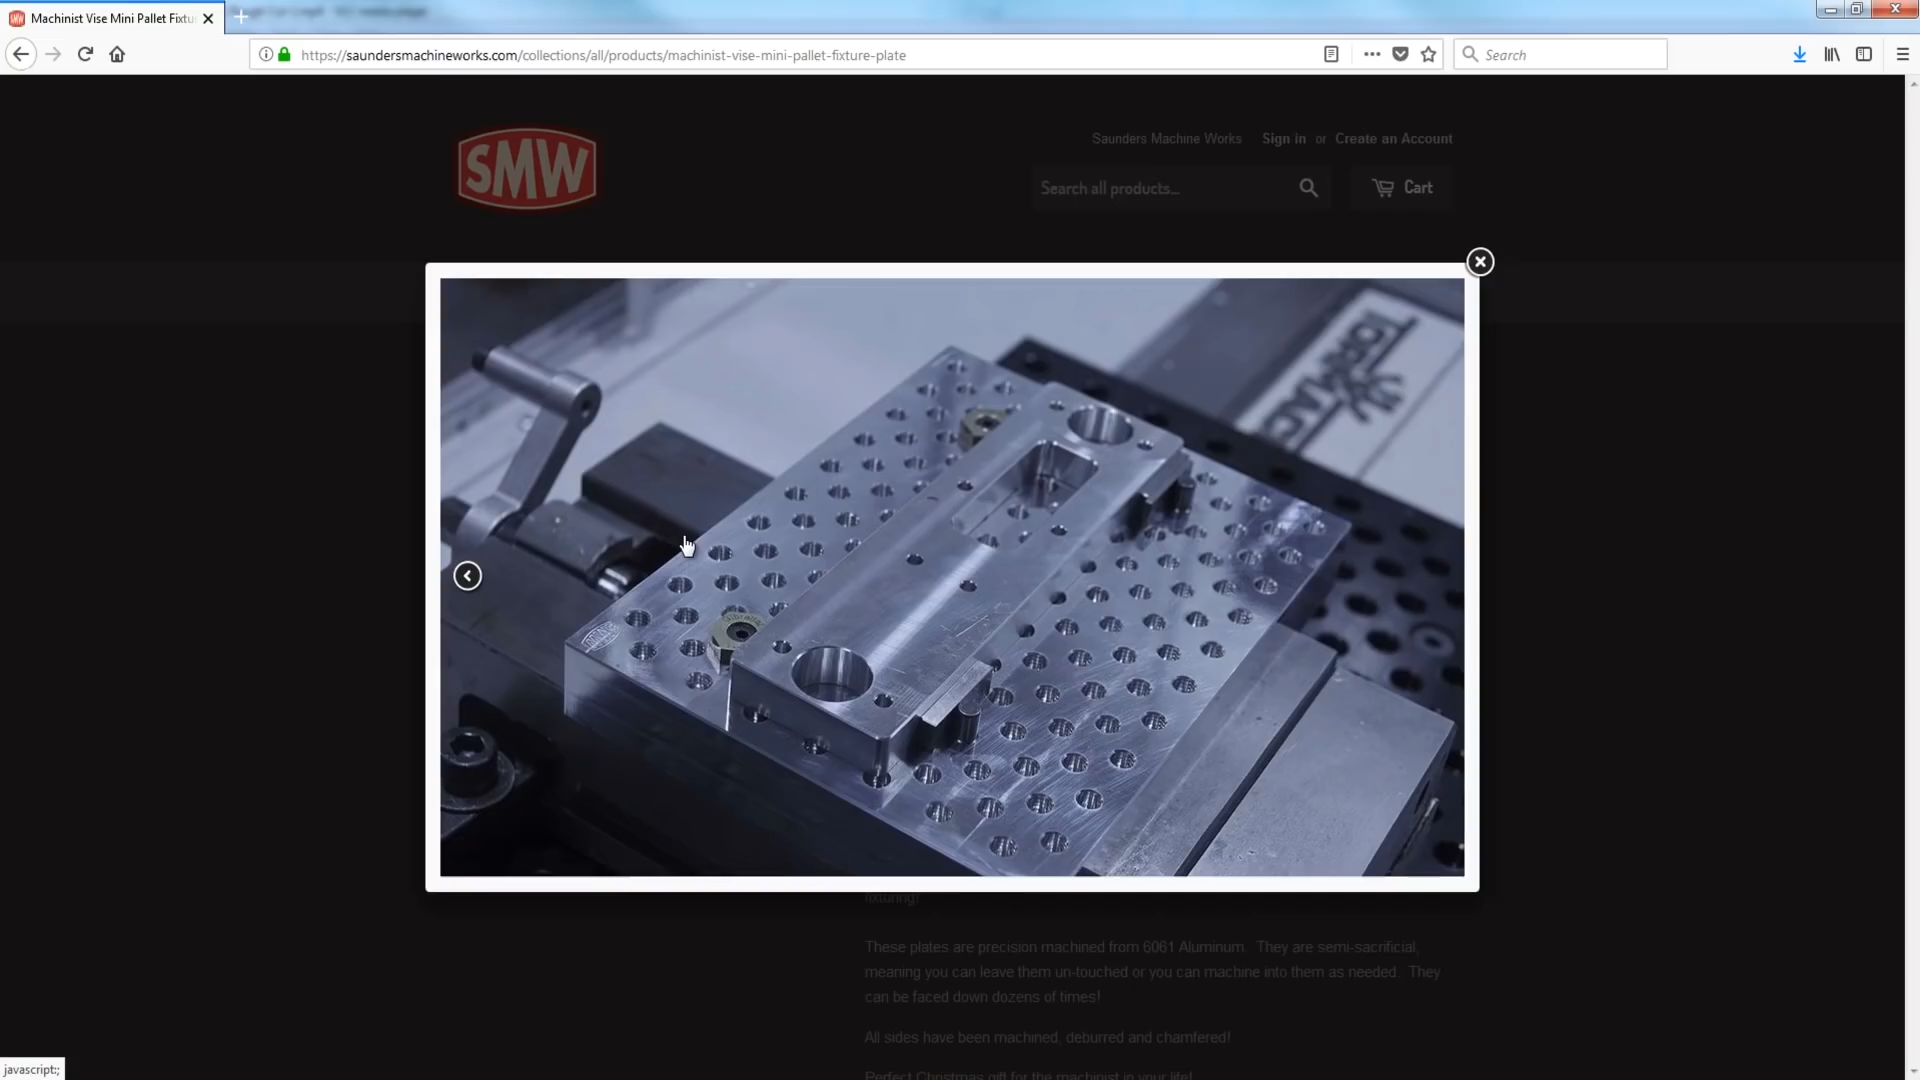 Machinist Vise Mini Pallet Fixtu
https://saundersmachineworks.com/collections/all/products/machinist-vise-mini-pallet-fixture-plate
Search
SMW
Saunders Machine Works Sign in or Create an Account
Search all products...
Cart
TORMACH
fixturing!
These plates are precision machined from 6061 Aluminum. They are semi-sacrificial,
meaning you can leave them un-touched or you can machine into them as needed. They
can be faced down dozens of times!
All sides have been machined, deburred and chamfered!
Perfect Christmas gift for the machinist in your life!
javascript:;